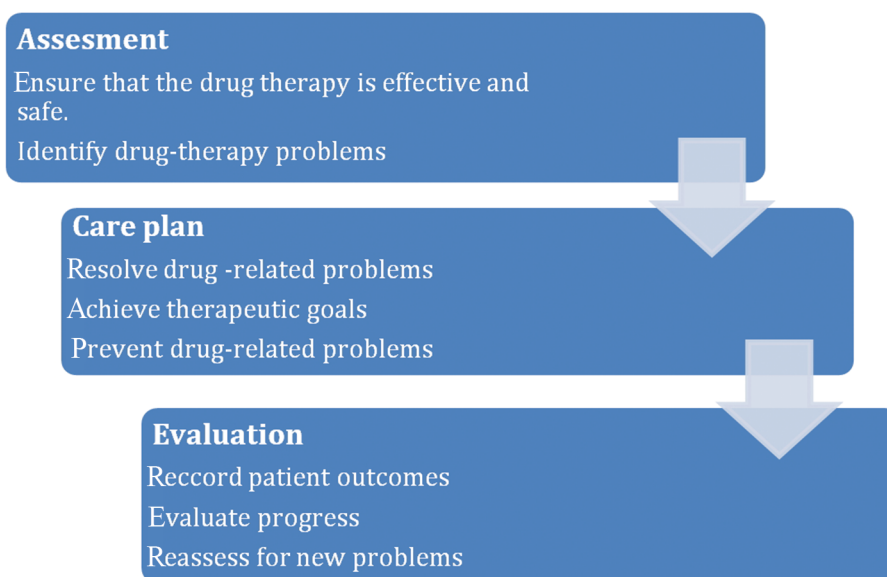 Assesment
Ensure that the drug therapy is effective and
safe.
Identify drug-therapy problems
Care plan
Resolve drug -related problems
Achieve therapeutic goals
Prevent drug-related problems
Evaluation
Reccord patient outcomes
Evaluate progress
Reassess for new problems